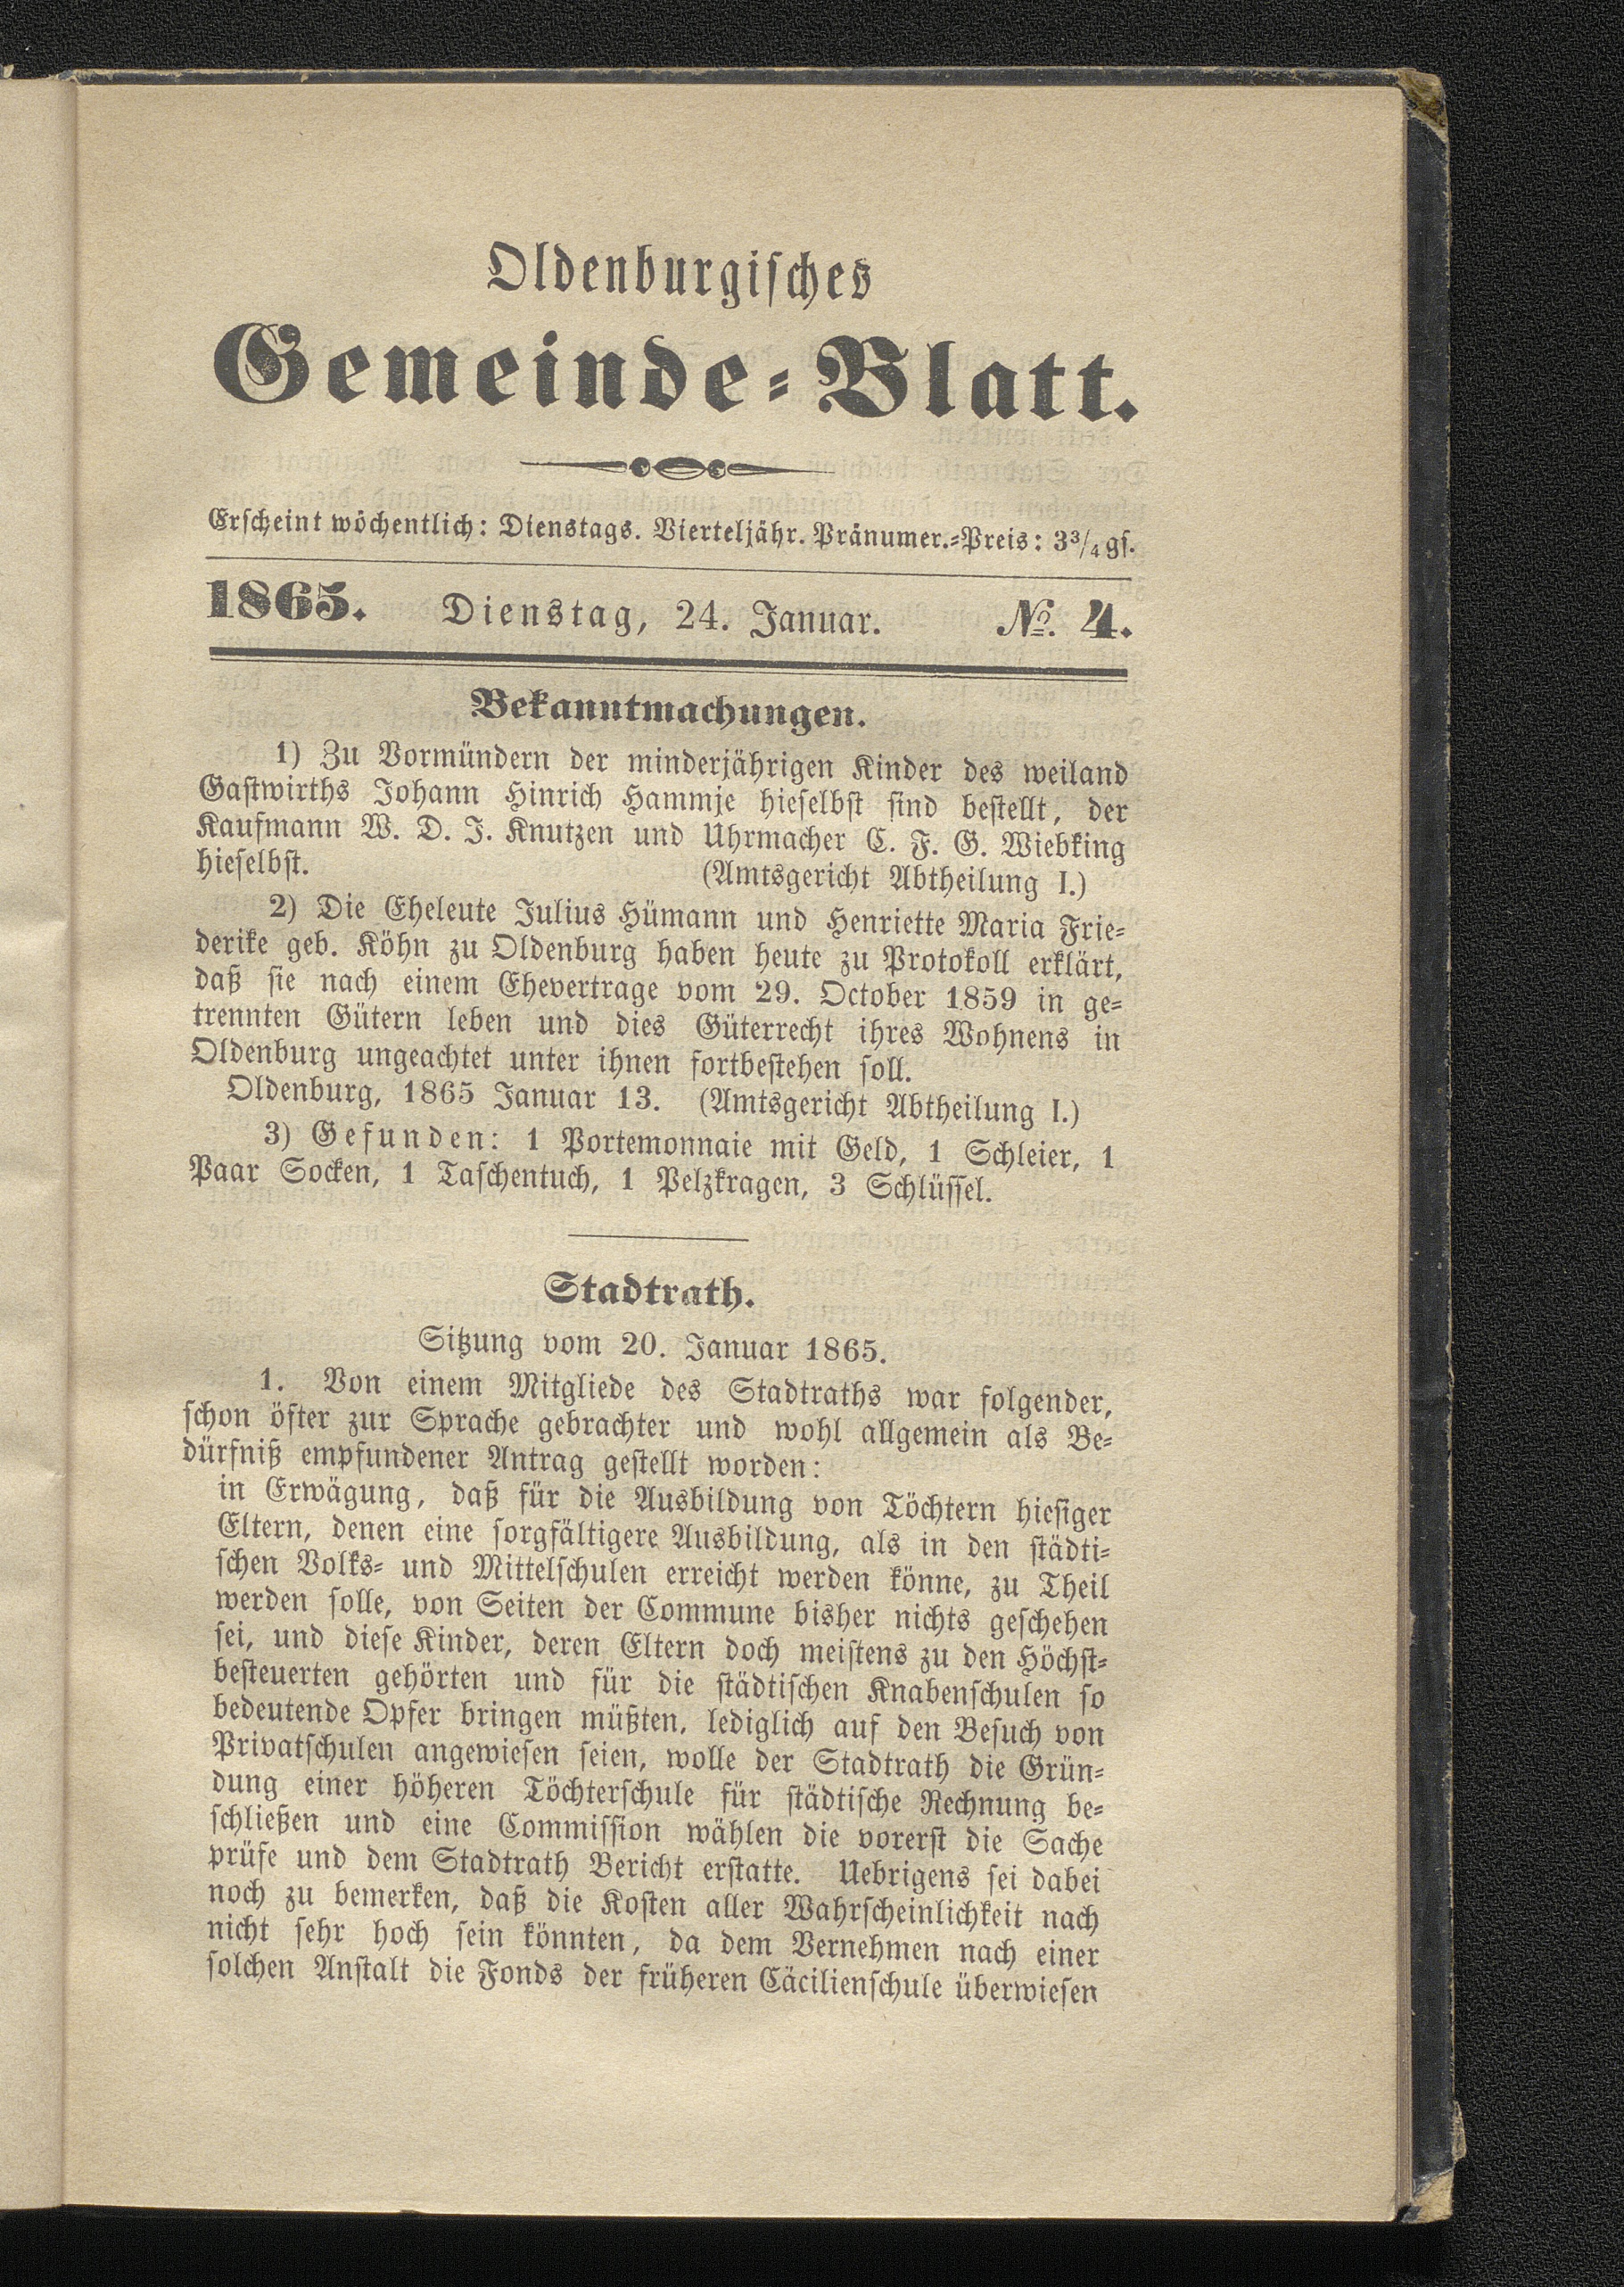 Oldenburgisches
Gemeinde-Blatt.
Erscheint wöchentlich: Dienstags. Vierteljähr. Pränumer.-Preis: 3 3/4 gs.
1865. Dienstag, 24. Januar. No. 4.
Bekanntmachungen.
1) Zu Vormündern der minderjährigen Kinder des weiland
Gastwirths Johann Hinrich Hammje hieselbst sind bestellt, der
Kaufmann W. D. J. Knutzen und Uhrmacher C. F. G. Wiebking
hieselbst. (Amtsgericht Abtheilung I.)
2) Die Eheleute Julius Hümann und Henriette Maria Frie-
derike geb. Köhn zu Oldenburg haben heute zu Protokoll erklärt,
daß sie nach einem Ehevertrage vom 29. October 1859 in ge-
trennten Gütern leben und dies Güterrecht ihres Wohnens in
Oldenburg ungeachtet unter ihnen fortbestehen soll.
Oldenburg, 1865 Januar 13. (Amtsgericht Abtheilung I.)
3) Gefunden: 1 Portemonnaie mit Geld, 1 Schleier, 1
Paar Socken, 1 Taschentuch, 1 Pelzkragen, 3 Schlüssel.
Stadtrath.
Sitzung vom 20. Januar 1865.
1. Von einem Mitgliede des Stadtraths war folgender,
schon öfter zur Sprache gebrachter und wohl allgemein als Be-
dürfniß empfundener Antrag gestellt worden:
in Erwägung, daß für die Ausbildung von Töchtern hiesiger
Eltern, denen eine sorgfältigere Ausbildung, als in den städti-
schen Volks- und Mittelschulen erreicht werden könne, zu Theil
werden solle, von Seiten der Commune bisher nichts geschehen
sei, und diese Kinder, deren Eltern doch meistens zu den Höchst-
besteuerten gehörten und für die städtischen Knabenschulen so
bedeutende Opfer bringen müßten, lediglich auf den Besuch von
Privatschulen angewiesen seien, wolle der Stadtrath die Grün-
dung einer höheren Töchterschule für städtische Rechnung be-
schließen und eine Commission wählen die vorerst die Sache
prüfe und dem Stadtrath Bericht erstatte. Uebrigens sei dabei
noch zu bemerken, daß die Kosten aller Wahrscheinlichkeit nach
nicht sehr hoch sein könnten, da dem Vernehmen nach einer
solchen Anstalt die Fonds der früheren Cäcilienschule überwiesen